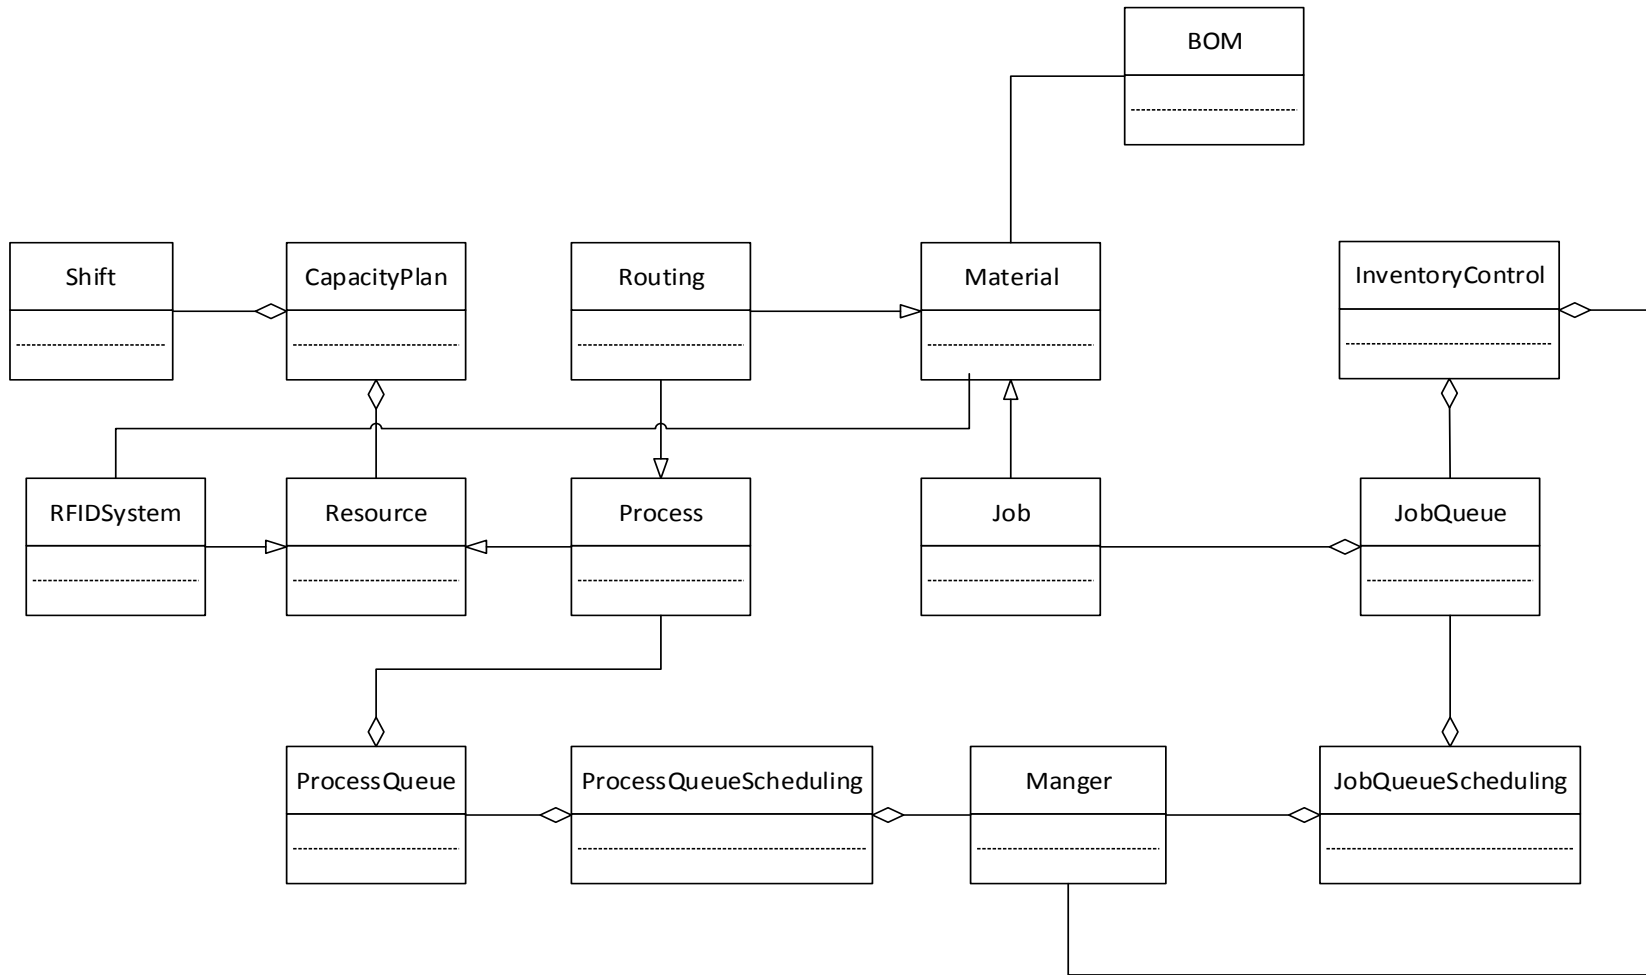 BOM
Shift
CapacityPlan
Routing
Material
InventoryControl
RFIDSystem
Resource
Process
Job
JobQueue
ProcessQueue
ProcessQueueScheduling
Manger
JobQueueScheduling